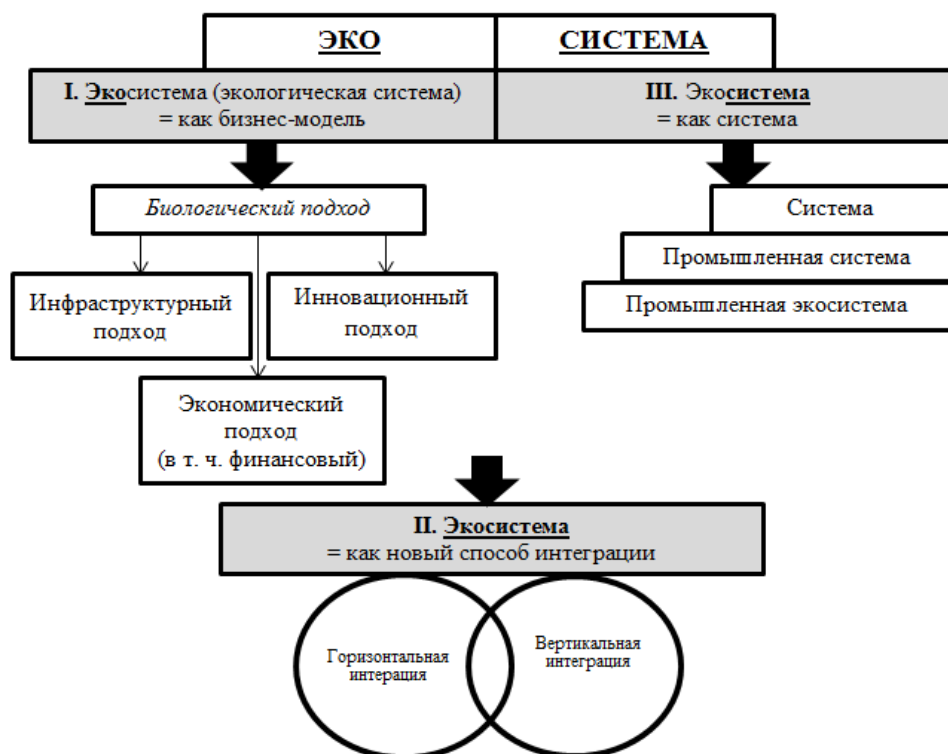 ЭКО
СИСТЕМА
I. Экосистема (экологическая система)
= как бизнес-модель
III. Экосистема
= как система
Биологический подход
Инфраструктурный
подход
Инновационный
подход
Экономический
подход
(в т. ч. финансовый)
Система
Промышленная система
Промышленная экосистема
II. Экосистема
= как новый способ интеграции
Горизонтальная
интерация
Вертикальная
интеграция